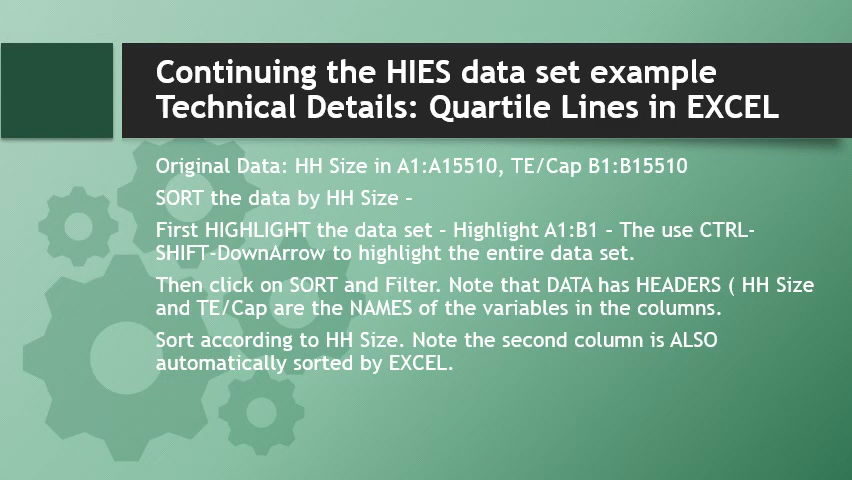 Continuing the HIES data set example
Technical Details: Quartile Lines in EXCEL
Original Data: HH Size in A1:A15510, TE/Cap B1:B15510
SORT the data by HH Size –
First HIGHLIGHT the data set – Highlight A1:B1 – The use CTRL-
SHIFT-DownArrow to highlight the entire data set.
Then click on SORT and Filter. Note that DATA has HEADERS ( HH Size
and TE/Cap are the NAMES of the variables in the columns.
Sort according to HH Size. Note the second column is ALSO
automatically sorted by EXCEL.